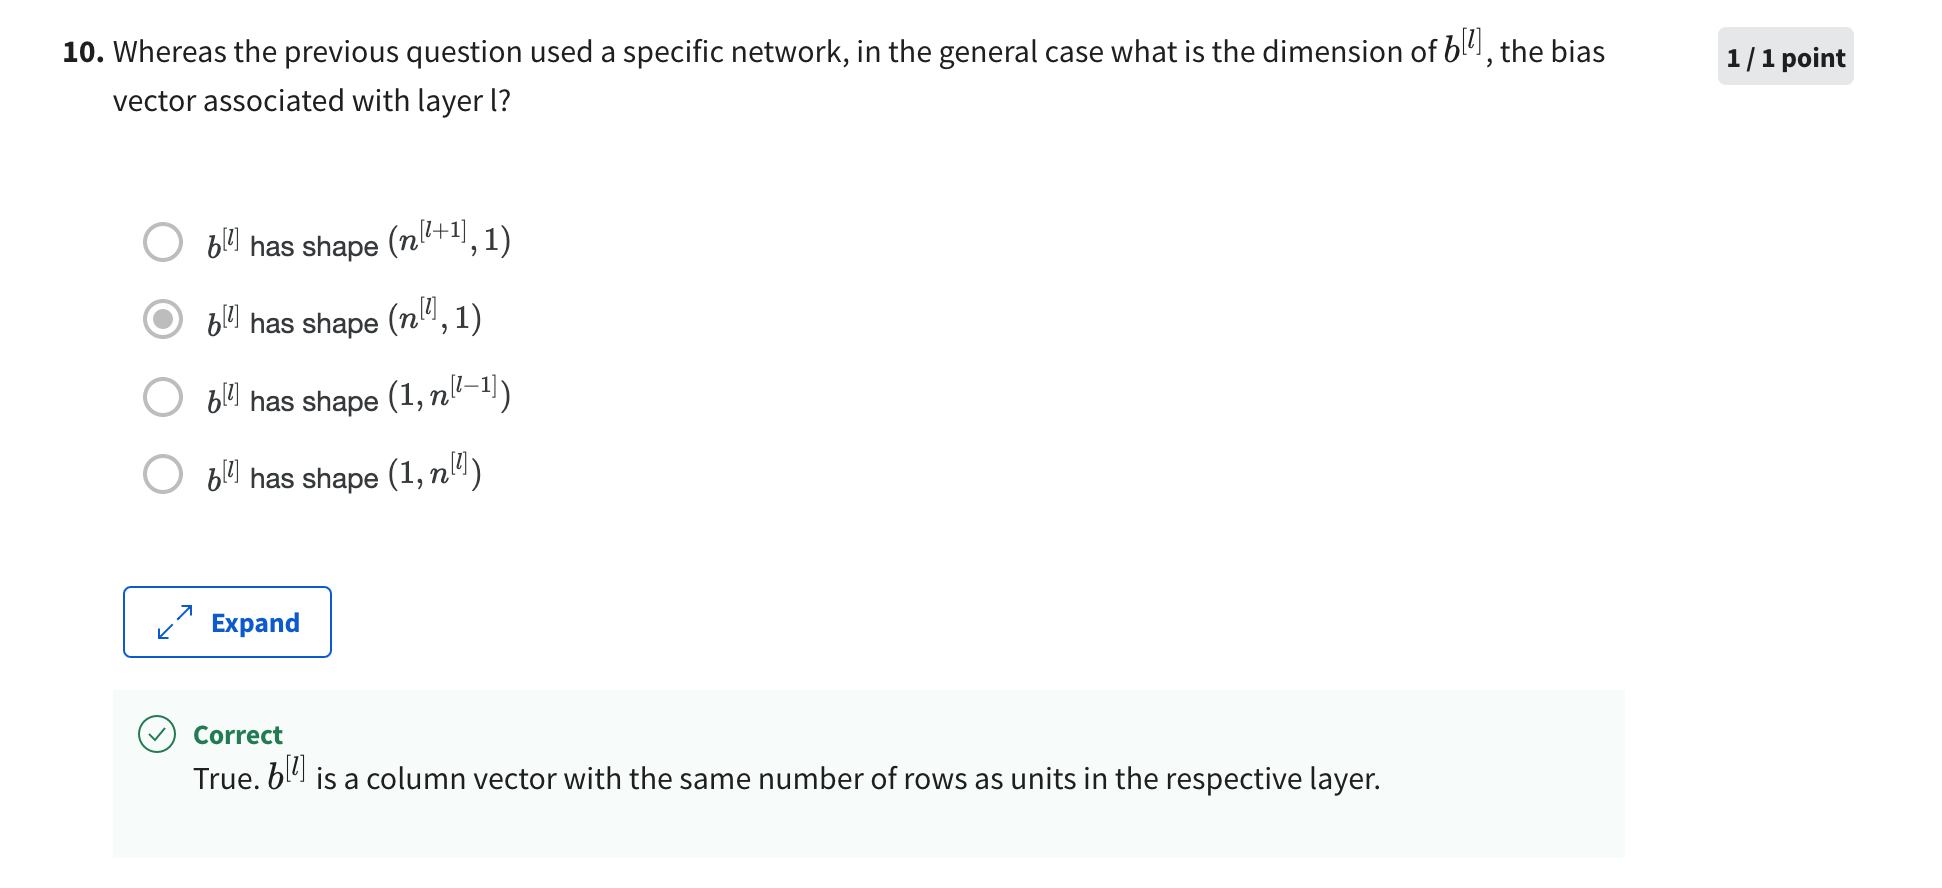 10. Whereas the previous question used a specific network, in the general case what is the dimension of b^[l], the bias
vector associated with layer l?
1 / 1 point
b^[l] has shape (n^[l+1], 1)
b^[l] has shape (n^[l], 1)
b^[l] has shape (1, n^[l−1])
b^[l] has shape (1, n^[l])
Expand
Correct
True. b^[l] is a column vector with the same number of rows as units in the respective layer.